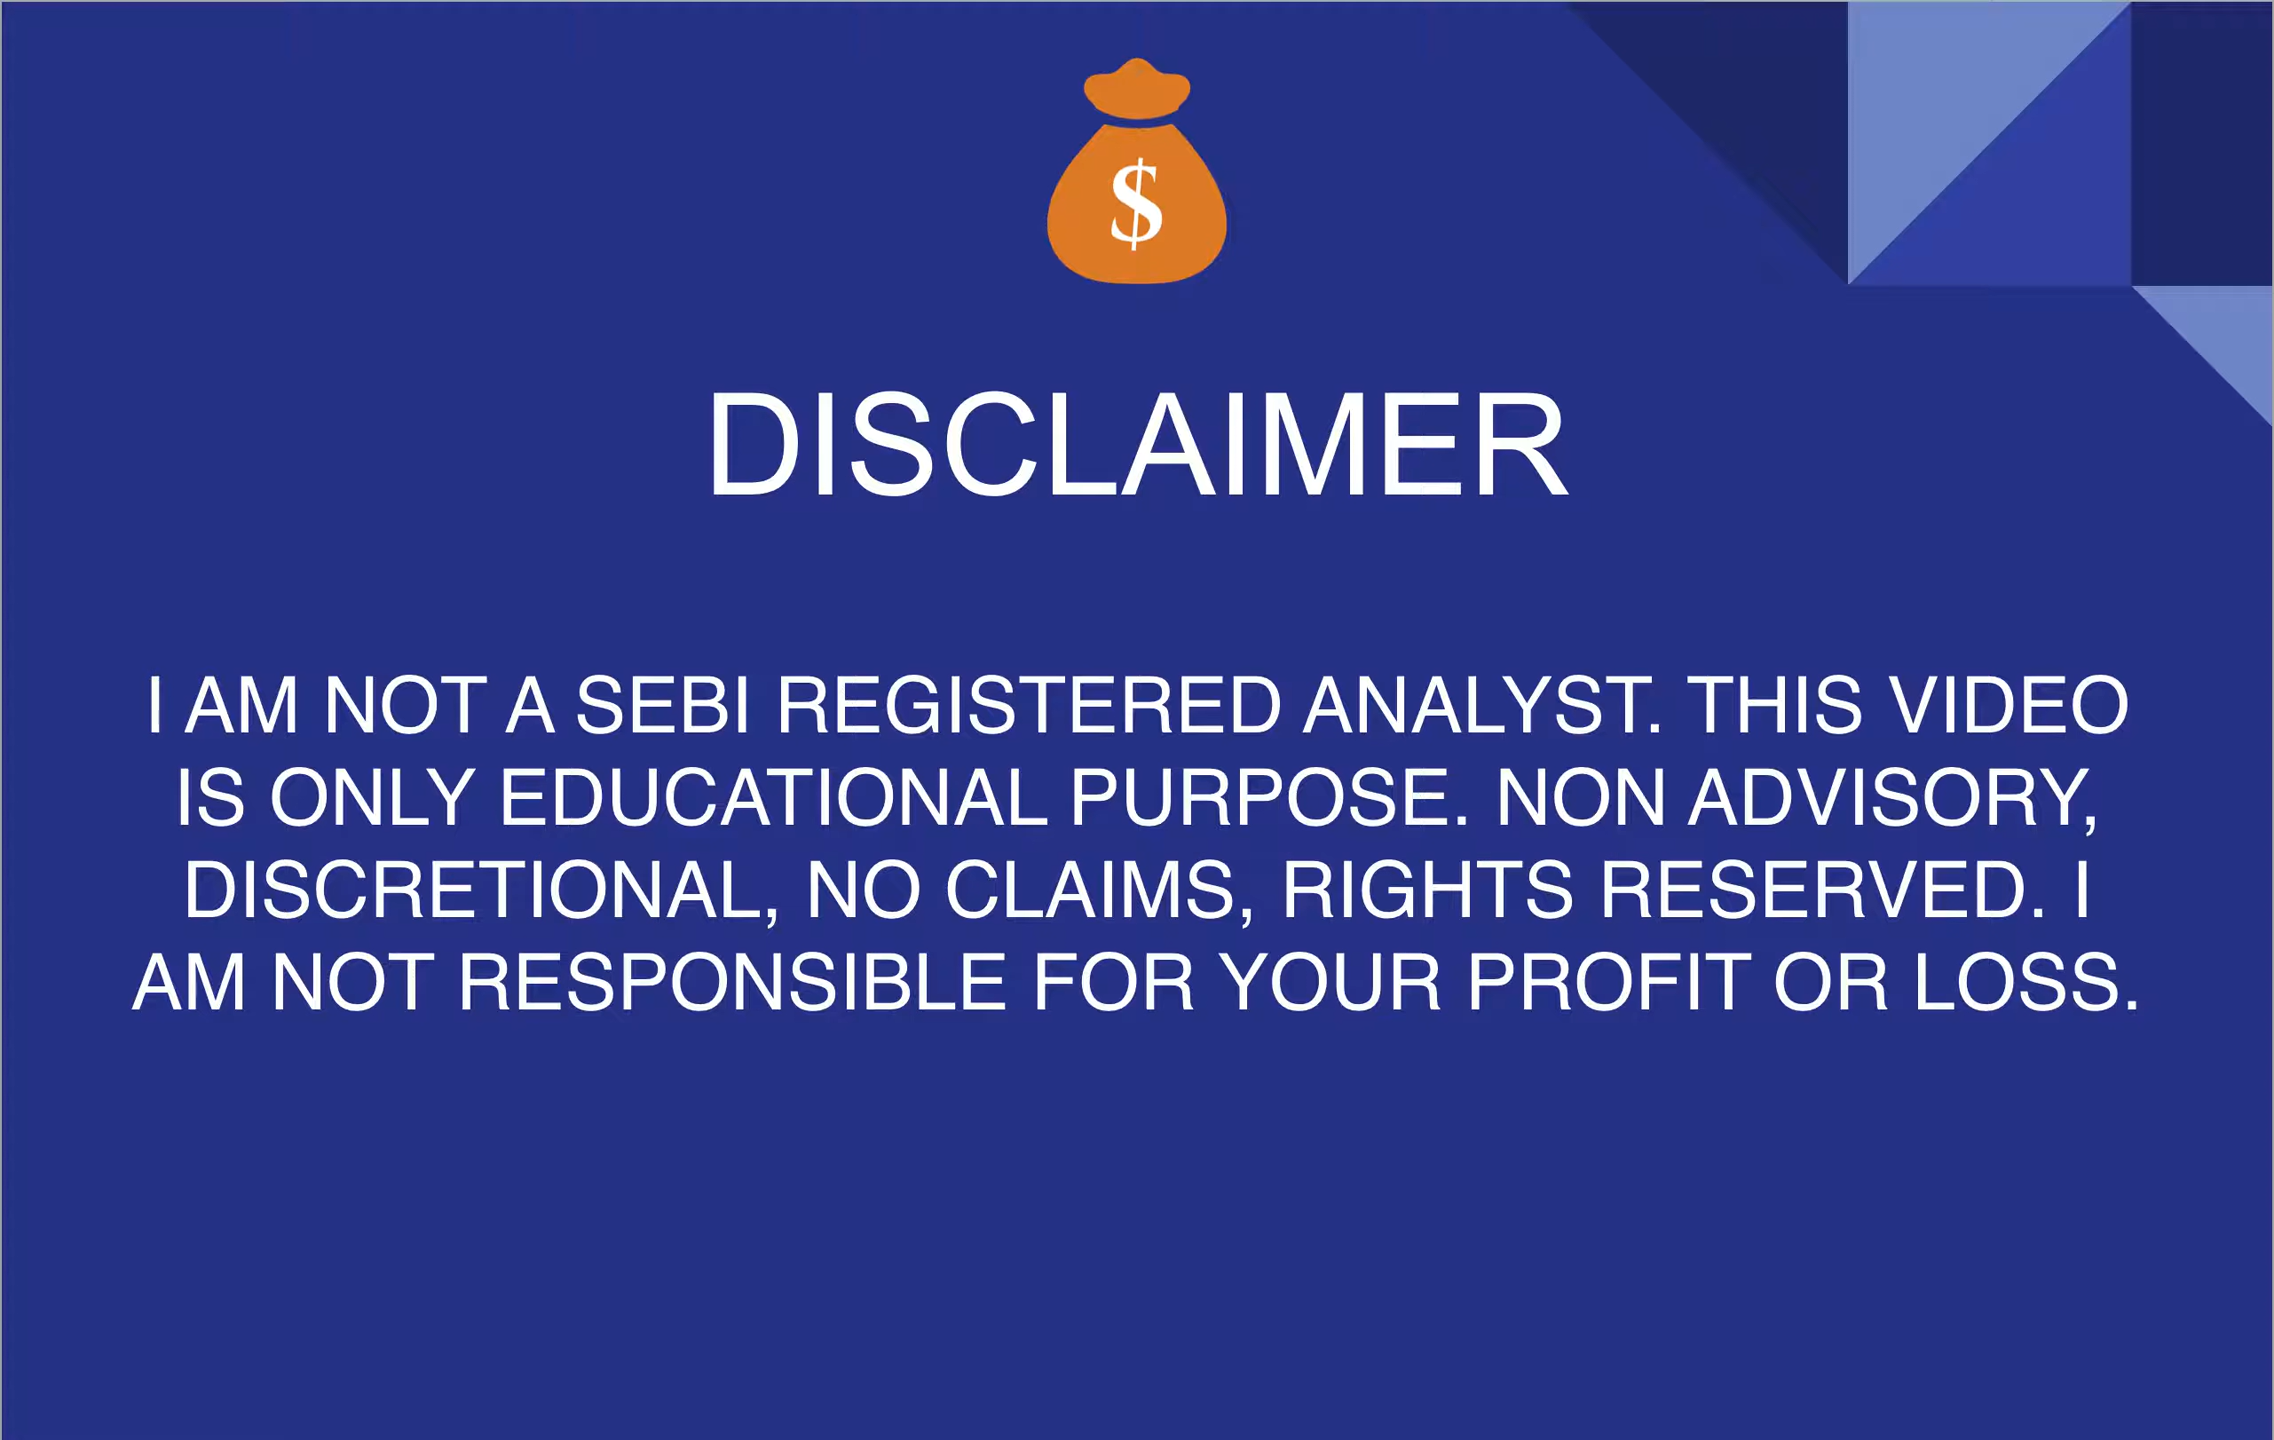 $
DISCLAIMER
I AM NOT A SEBI REGISTERED ANALYST. THIS VIDEO
IS ONLY EDUCATIONAL PURPOSE. NON ADVISORY,
DISCRETIONAL, NO CLAIMS, RIGHTS RESERVED. I
AM NOT RESPONSIBLE FOR YOUR PROFIT OR LOSS.